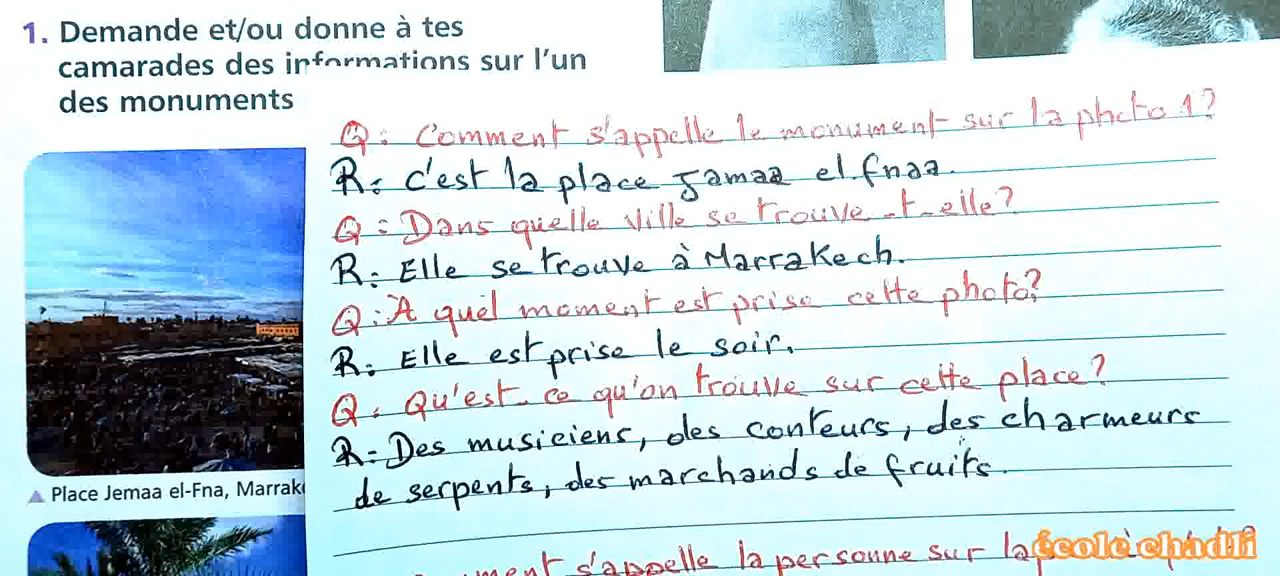 1. Demande et/ou donne à tes
camarades des informations sur l'un
des monuments
Q: Comment s'appelle le monument sur la photo 1?
R: C'est la place Jamaa el.fnaa.
Q: Dans quelle ville se trouve-t-elle?
R: Elle se trouve à Marrakech.
Q: À quel moment est prise cette photo?
R: Elle est prise le soir.
Q: Qu'est-ce qu'on trouve sur cette place?
R: Des musiciens, des conteurs, des charmeurs
de serpents, des marchands de fruits.
Place Jemaa el-Fna,
s'appelle la personne sur la
école chadli